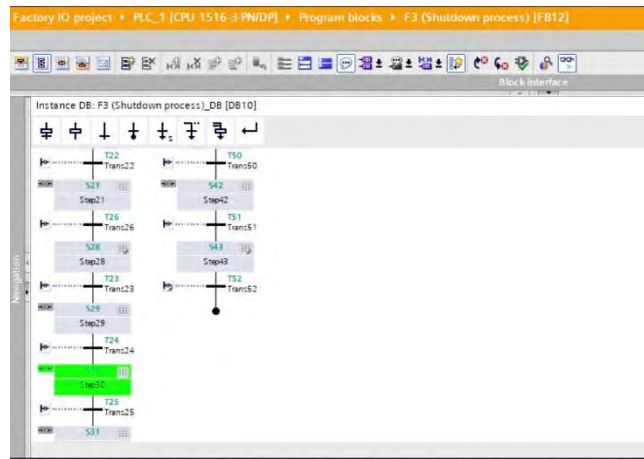 Factory IO project ▸ PLC_1 [CPU 1516-3 PN/DP] ▸ Program blocks ▸ F3 (Shutdown process) [FB12]
Block interface
Instance DB: F3 (Shutdown process)_DB [DB10]
T22
Trans22
S21
Step21
T26
Trans26
S28
Step28
T23
Trans23
S29
Step29
T24
Trans24
Step30
T25
Trans25
S31
T50
Trans50
S42
Step42
T51
Trans51
S43
Step43
T52
Trans52
Navigation